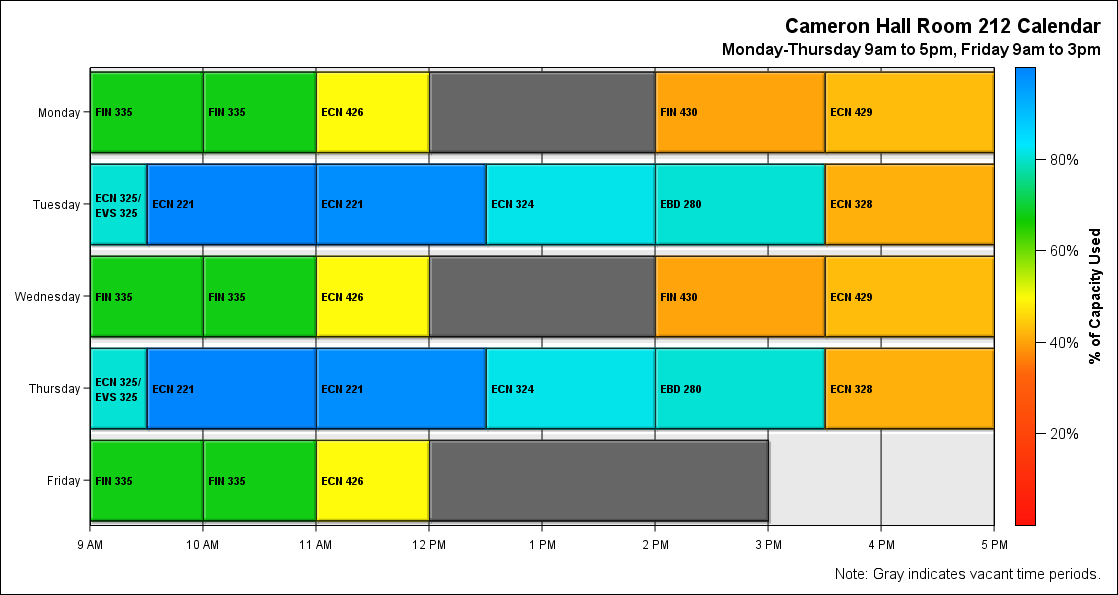 Cameron Hall Room 212 Calendar
Monday-Thursday 9am to 5pm, Friday 9am to 3pm
Monday
FIN 335
FIN 335
ECN 426
FIN 430
ECN 429
Tuesday
ECN 325/
EVS 325
ECN 221
ECN 221
ECN 324
EBD 280
ECN 328
Wednesday
FIN 335
FIN 335
ECN 426
FIN 430
ECN 429
Thursday
ECN 325/
EVS 325
ECN 221
ECN 221
ECN 324
EBD 280
ECN 328
Friday
FIN 335
FIN 335
ECN 426
9 AM
10 AM
11 AM
12 PM
1 PM
2 PM
3 PM
4 PM
5 PM
80%
60%
40%
20%
% of Capacity Used
Note: Gray indicates vacant time periods.